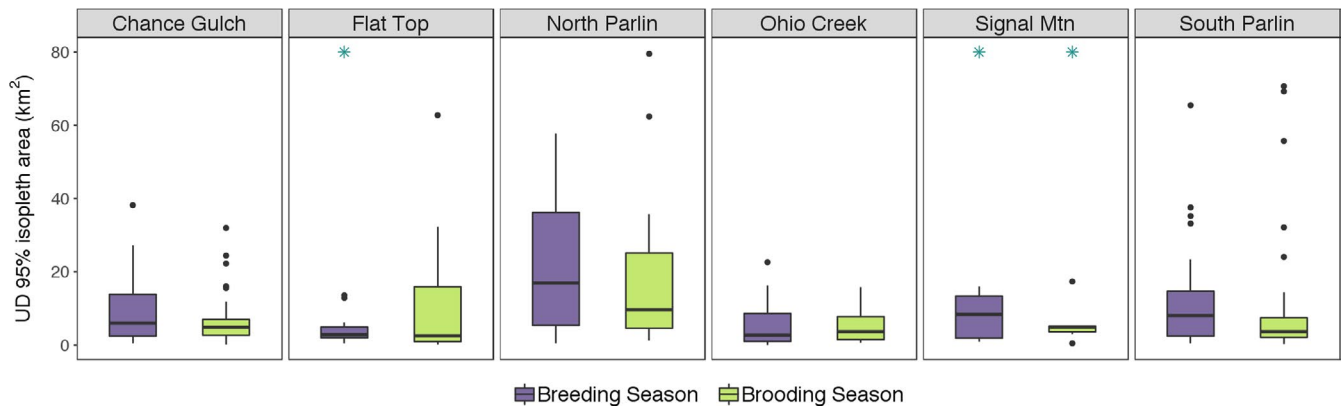 Chance Gulch Flat Top North Parlin Ohio Creek Signal Mtn South Parlin
UD 95% isopleth area (km²)
80
60
40
20
0
Breeding Season Brooding Season